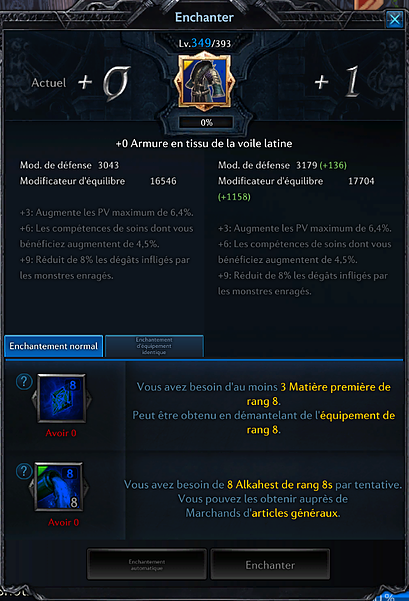 Enchanter
Lv.349/393
Actuel + 0
+ 1
0%
+0 Armure en tissu de la voile latine
Mod. de défense 3043
Modificateur d'équilibre 16546
+3: Augmente les PV maximum de 6,4%.
+6: Les compétences de soins dont vous
bénéficiez augmentent de 4,5%.
+9: Réduit de 8% les dégâts infligés par
les monstres enragés.
Mod. de défense 3179 (+136)
Modificateur d'équilibre 17704
(+1158)
+3: Augmente les PV maximum de 6,4%.
+6: Les compétences de soins dont vous
bénéficiez augmentent de 4,5%.
+9: Réduit de 8% les dégâts infligés par
les monstres enragés.
Enchantement normal
Enchantement
d'équipement
identique
?
8
Avoir 0
Vous avez besoin d'au moins 3 Matière première de
rang 8.
Peut être obtenu en démantelant de l'équipement de
rang 8.
?
8
Avoir 0
Vous avez besoin de 8 Alkahest de rang 8s par tentative.
Vous pouvez les obtenir auprès de
Marchands d'articles généraux.
Enchantement
automatique
Enchanter